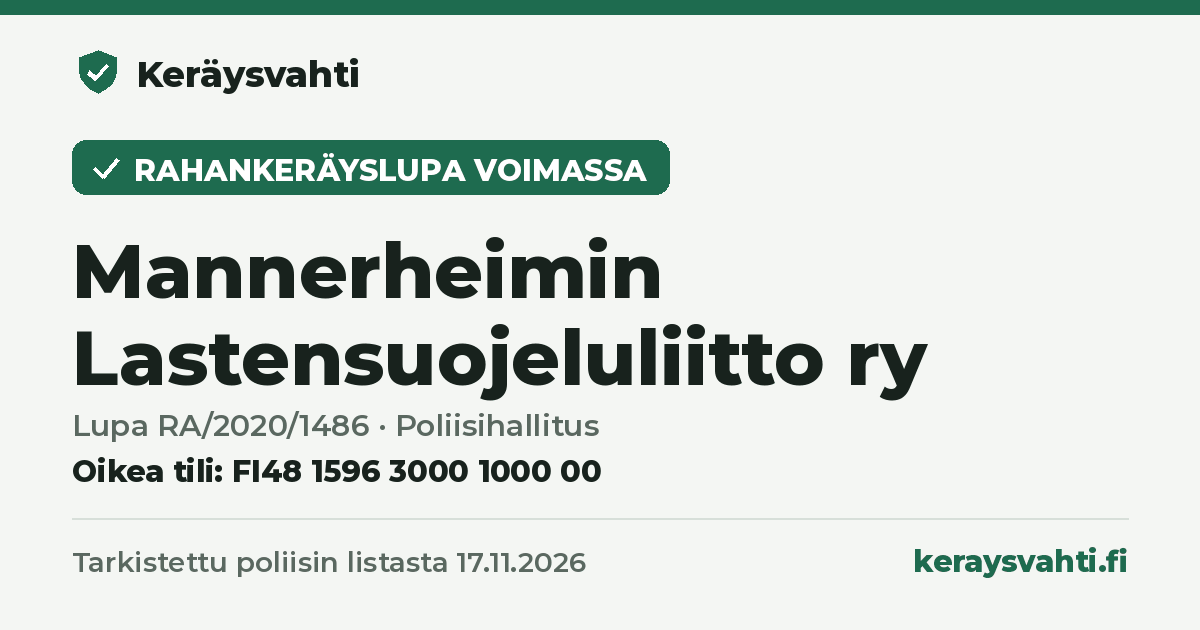 Keräysvahti
RAHANKERÄYSLUPA VOIMASSA
Mannerheimin
Lastensuojeluliitto ry
Lupa RA/2020/1486 · Poliisihallitus
Oikea tili: FI48 1596 3000 1000 00
Tarkistettu poliisin listasta 17.11.2026
keraysvahti.fi